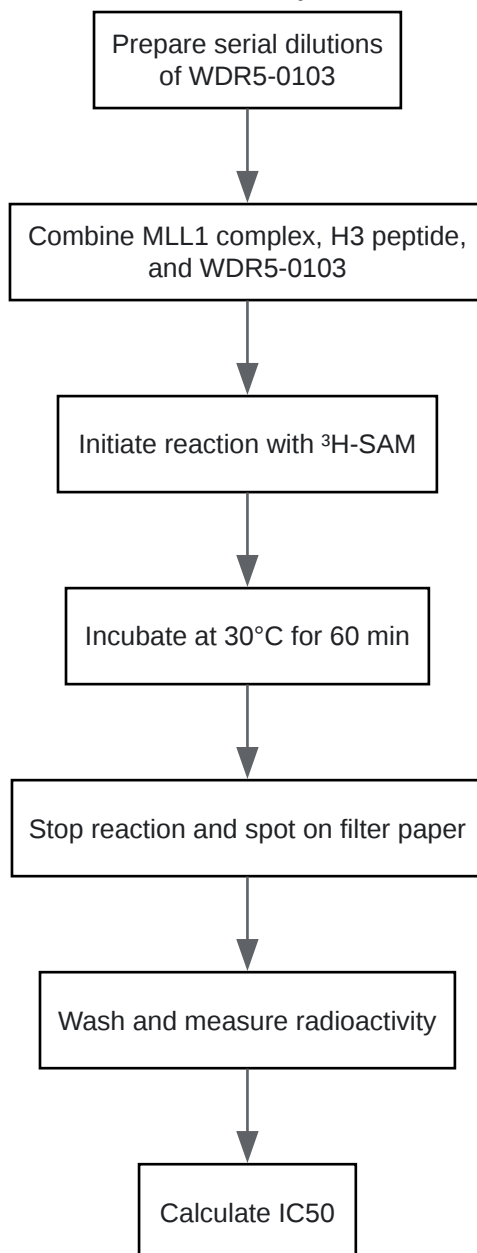 Prepare serial dilutions
of WDR5-0103
Combine MLL1 complex, H3 peptide,
and WDR5-0103
Initiate reaction with ³H-SAM
Incubate at 30°C for 60 min
Stop reaction and spot on filter paper
Wash and measure radioactivity
Calculate IC50